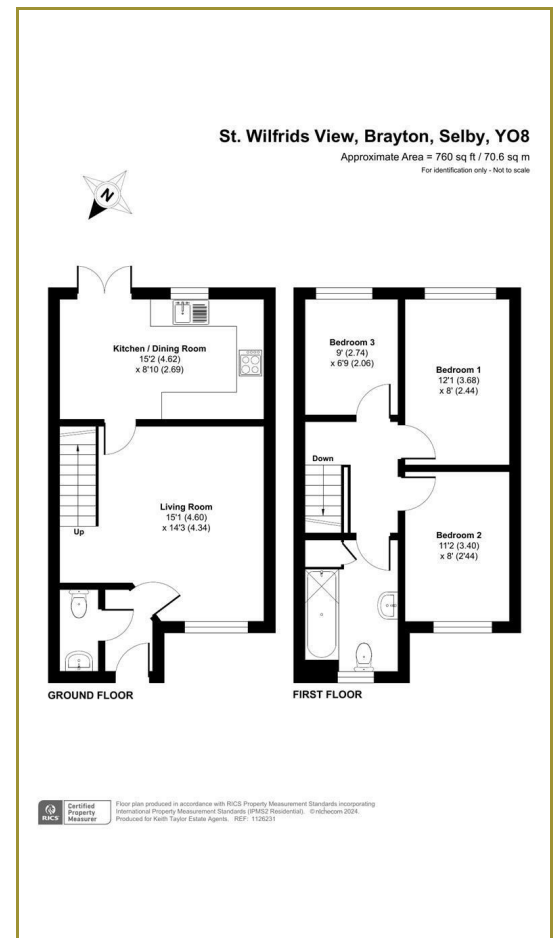 St. Wilfrids View, Brayton, Selby, YO8
Approximate Area = 760 sq ft / 70.6 sq m
For identification only - Not to scale
N
Kitchen / Dining Room
15'2 (4.62)
x 8'10 (2.69)
Living Room
15'1 (4.60)
x 14'3 (4.34)
Up
GROUND FLOOR
Bedroom 3
9' (2.74)
x 6'9 (2.06)
Bedroom 1
12'1 (3.68)
x 8' (2.44)
Down
Bedroom 2
11'2 (3.40)
x 8' (2'44)
FIRST FLOOR
RICS
Certified
Property
Measurer
Floor plan produced in accordance with RICS Property Measurement Standards incorporating
International Property Measurement Standards (IPMS2 Residential). © nichecom 2024.
Produced for Keith Taylor Estate Agents. REF: 1126231